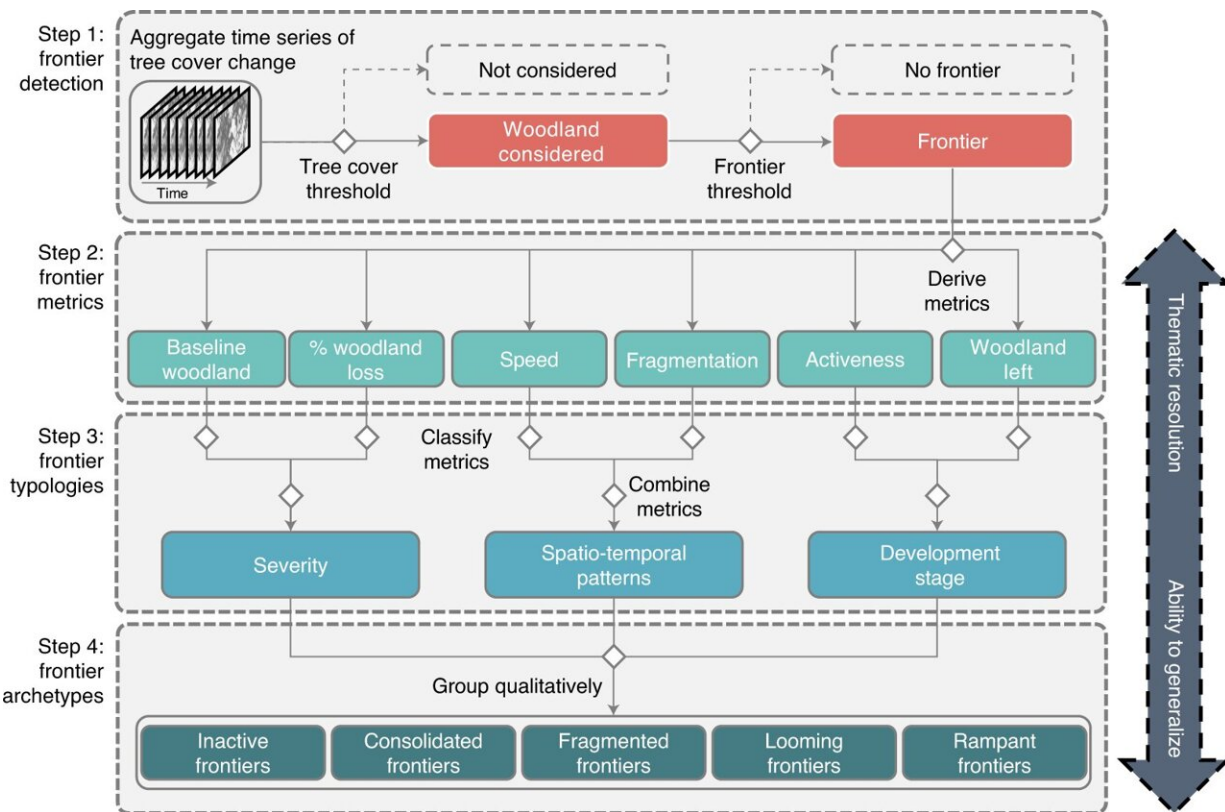 Step 1:
frontier
detection
Aggregate time series of
tree cover change
Time
Not considered
No frontier
Woodland
considered
Frontier
Tree cover
threshold
Frontier
threshold
Step 2:
frontier
metrics
Derive
metrics
Baseline
woodland
% woodland
loss
Speed
Fragmentation
Activeness
Woodland
left
Step 3:
frontier
typologies
Classify
metrics
Combine
metrics
Severity
Spatio-temporal
patterns
Development
stage
Step 4:
frontier
archetypes
Group qualitatively
Inactive
frontiers
Consolidated
frontiers
Fragmented
frontiers
Looming
frontiers
Rampant
frontiers
Thematic resolution
Ability to generalize